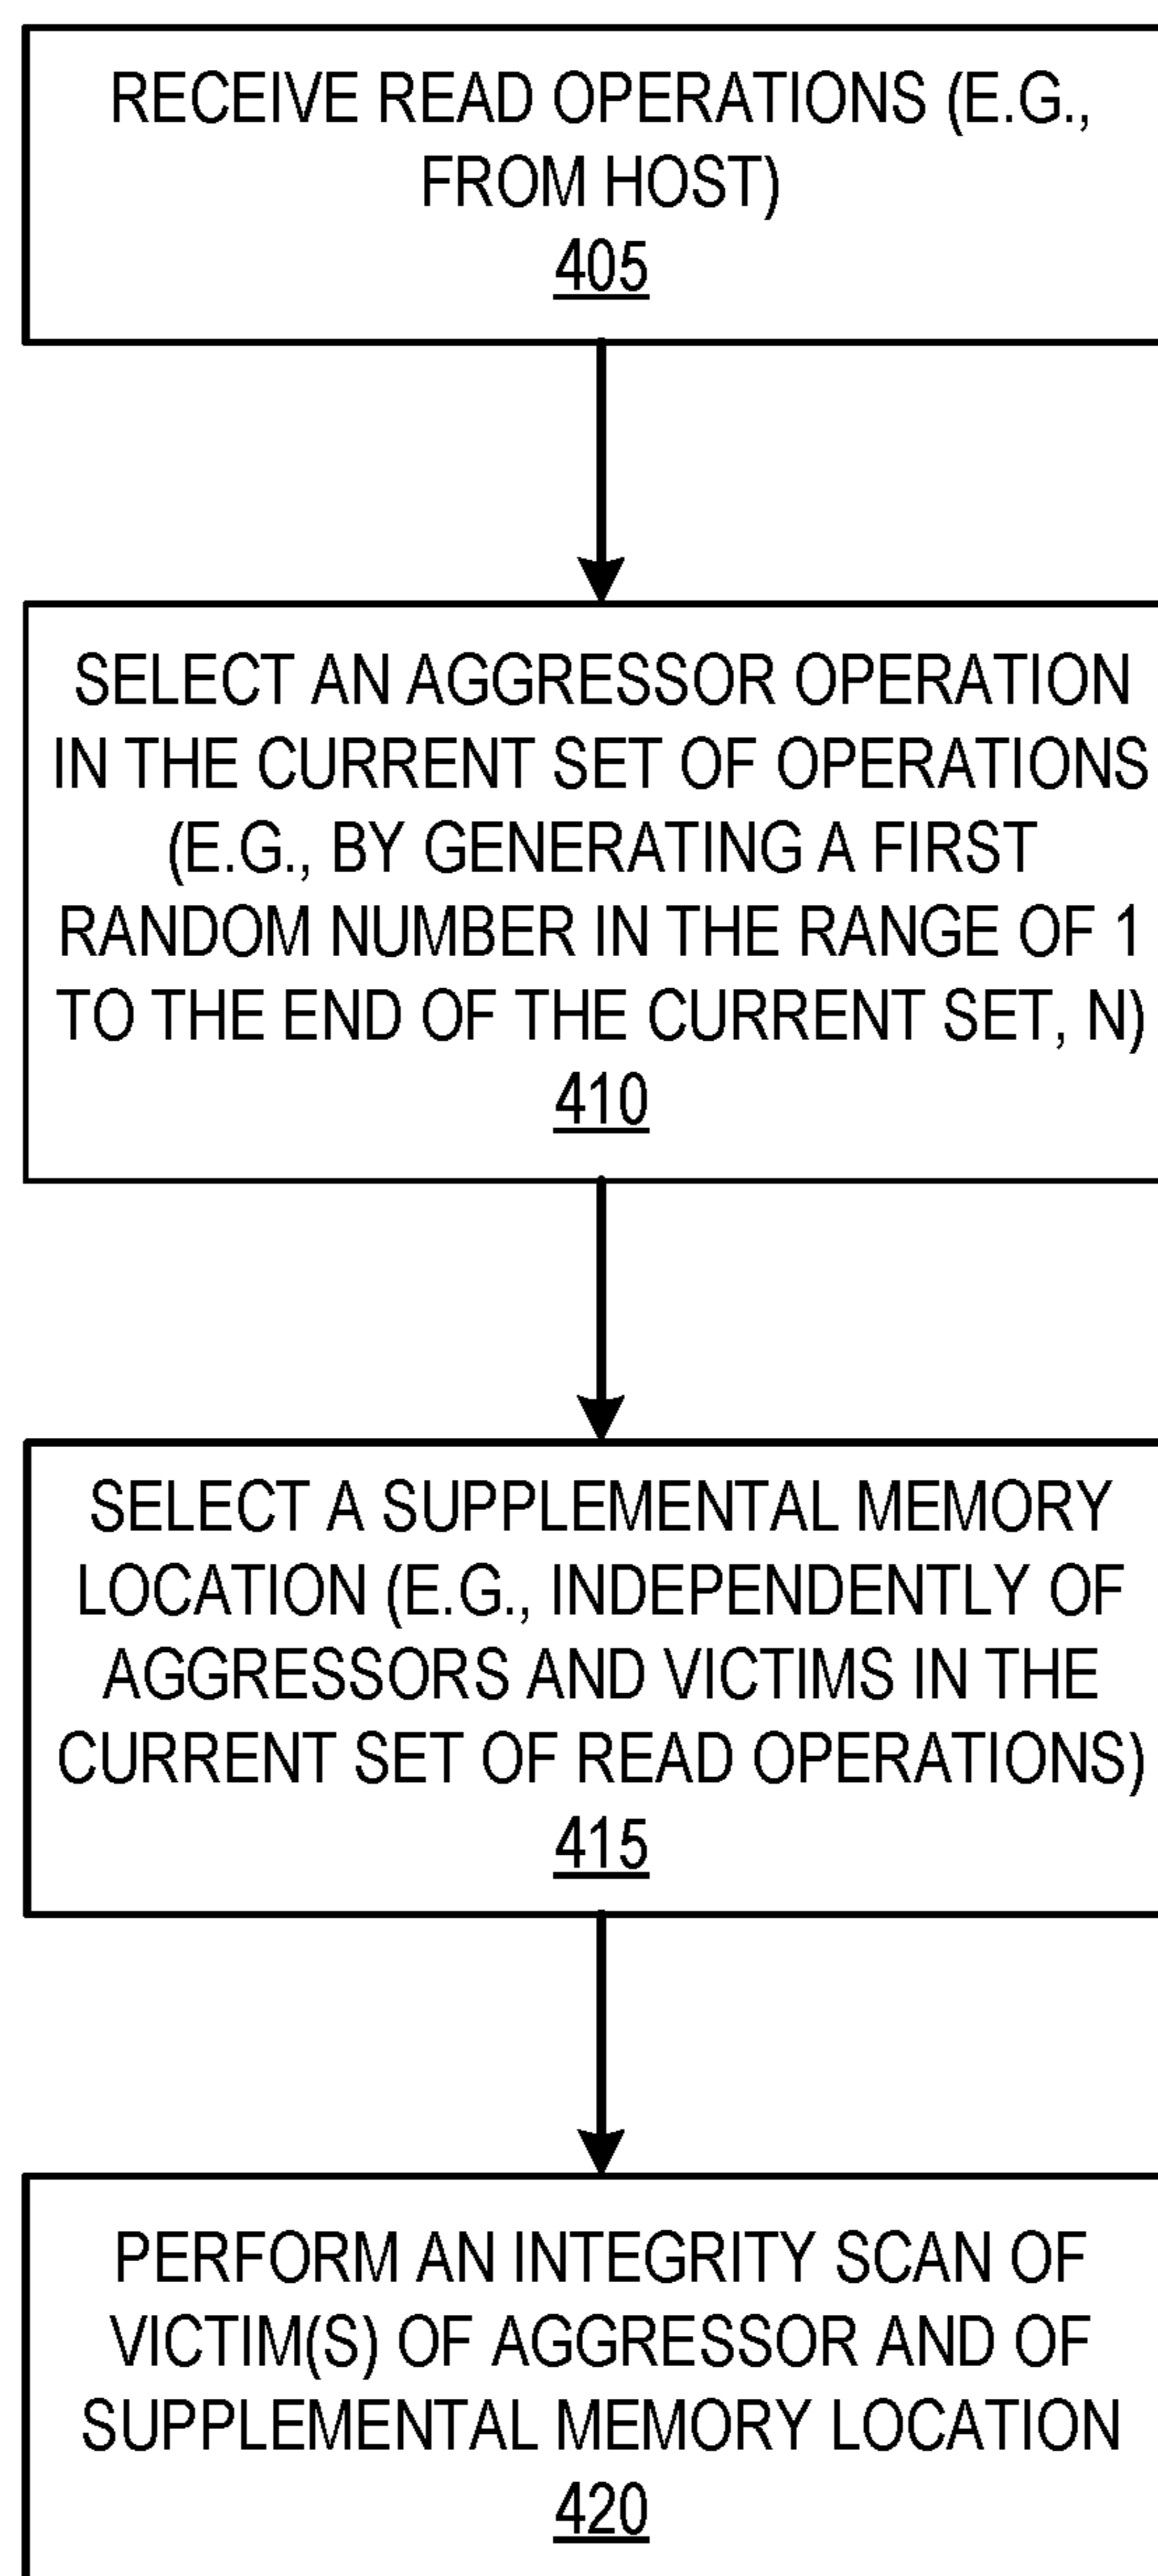 RECEIVE READ OPERATIONS (E.G.,
FROM HOST)
405
SELECT AN AGGRESSOR OPERATION
IN THE CURRENT SET OF OPERATIONS
(E.G., BY GENERATING A FIRST
RANDOM NUMBER IN THE RANGE OF 1
TO THE END OF THE CURRENT SET, N)
410
SELECT A SUPPLEMENTAL MEMORY
LOCATION (E.G., INDEPENDENTLY OF
AGGRESSORS AND VICTIMS IN THE
CURRENT SET OF READ OPERATIONS)
415
PERFORM AN INTEGRITY SCAN OF
VICTIM(S) OF AGGRESSOR AND OF
SUPPLEMENTAL MEMORY LOCATION
420